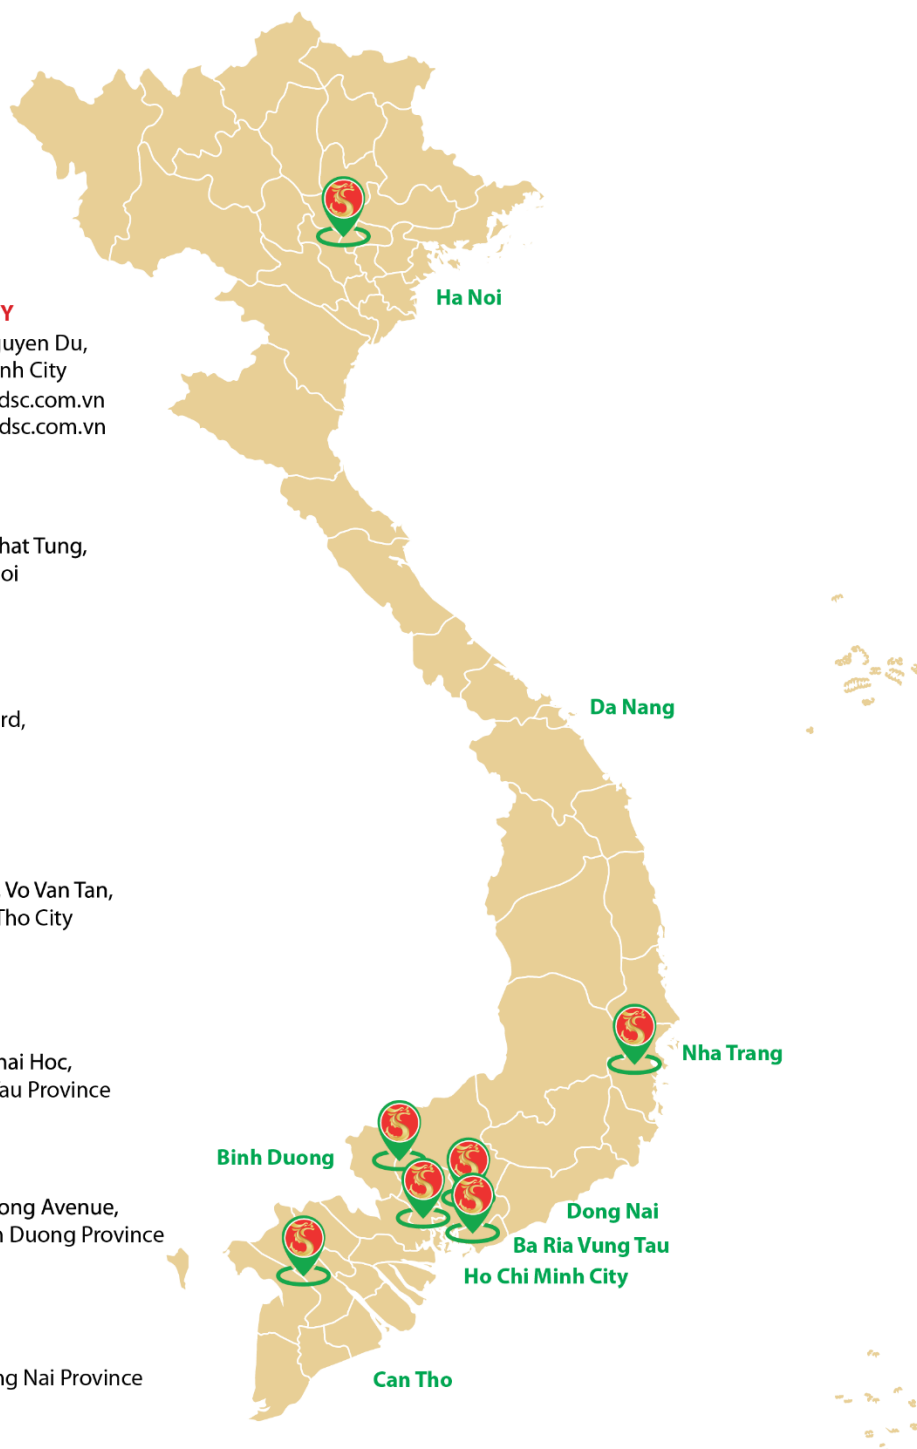 Y
guyen Du,
nh City
dsc.com.vn
dsc.com.vn
hat Tung,
oi
rd,
Vo Van Tan,
Tho City
hai Hoc,
au Province
ong Avenue,
h Duong Province
ng Nai Province
Ha Noi
Da Nang
Nha Trang
Binh Duong
Dong Nai
Ba Ria Vung Tau
Ho Chi Minh City
Can Tho